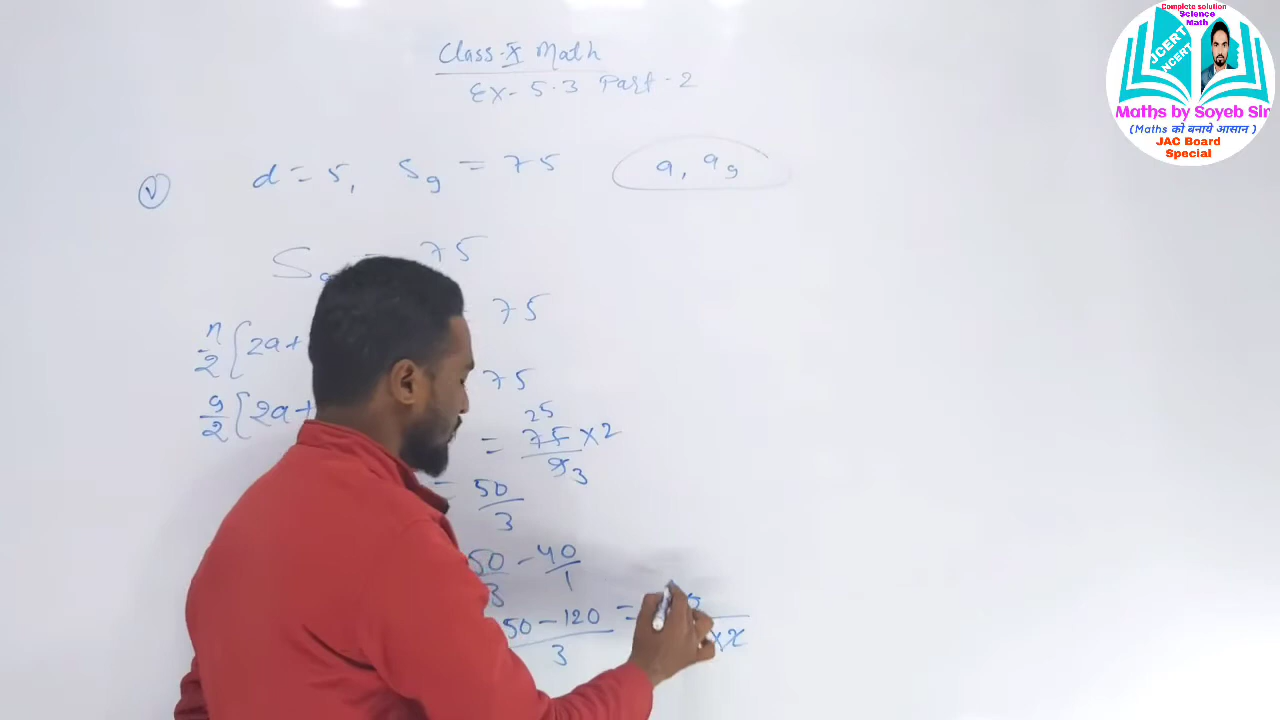 Complete solution
Science
Math
JCERT
NCERT
Maths by Soyeb Sir
(Maths को बनाये आसान )
JAC Board
Special
Class-X Math
Ex-5.3 Part-2
(v) d=5, S9 = 75 a, a9
S = 75
n/2 [2a+ 75
9/2 [2a+ 75
= 75×2/9 25 3
= 50/3
50/3 - 40/1
50-120/3 =